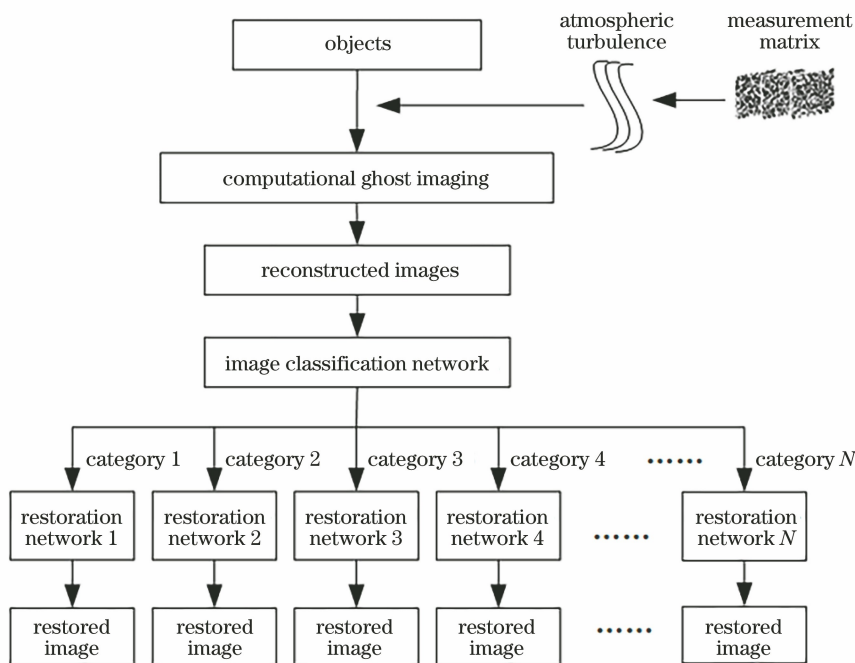 objects
atmospheric
turbulence
measurement
matrix
computational ghost imaging
reconstructed images
image classification network
category 1
category 2
category 3
category 4
······
category N
restoration
network 1
restoration
network 2
restoration
network 3
restoration
network 4
······
restoration
network N
restored
image
restored
image
restored
image
restored
image
······
restored
image